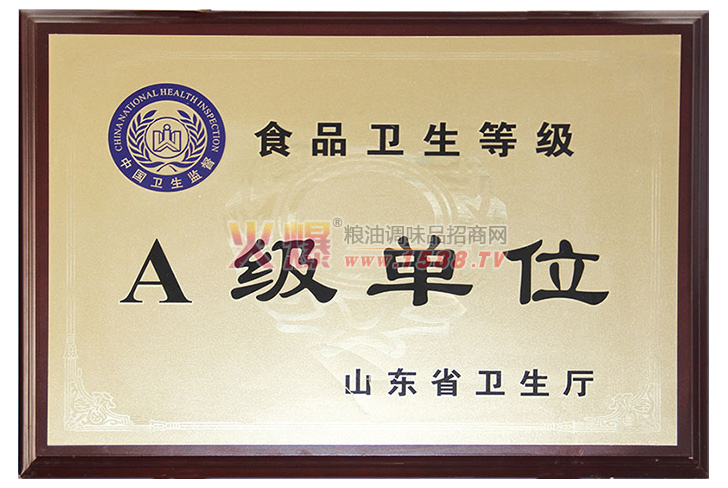 CHINA NATIONAL HEALTH INSPECTION
中国卫生监督
食品卫生等级
火爆®粮油调味品招商网
www.1588.TV
A级单位
山东省卫生厅